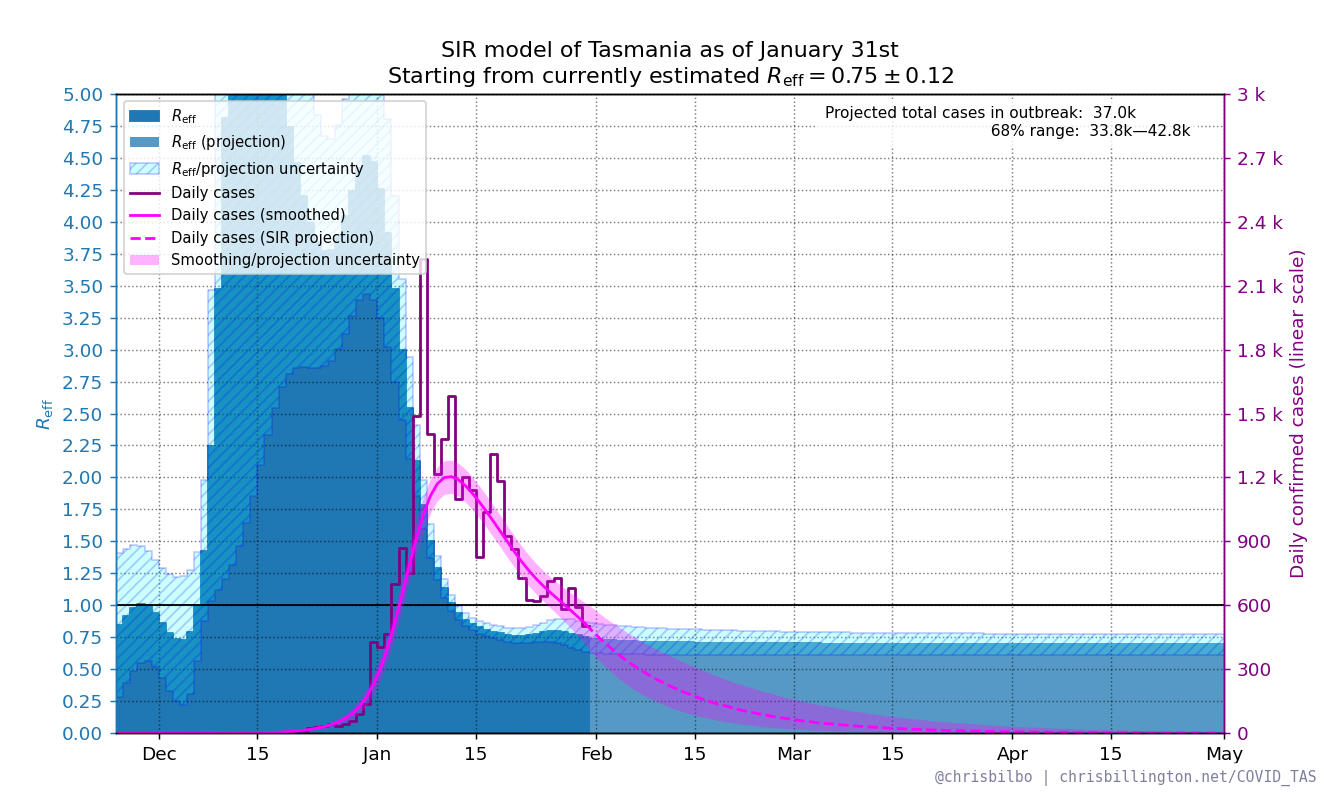 SIR model of Tasmania as of January 31st
Starting from currently estimated R_eff = 0.75 ± 0.12
Projected total cases in outbreak: 37.0k
68% range: 33.8k—42.8k
R_eff
R_eff (projection)
R_eff/projection uncertainty
Daily cases
Daily cases (smoothed)
Daily cases (SIR projection)
Smoothing/projection uncertainty
5.00
4.75
4.50
4.25
4.00
3.75
3.50
3.25
3.00
2.75
2.50
2.25
2.00
1.75
1.50
1.25
1.00
0.75
0.50
0.25
0.00
R_eff
3 k
2.7 k
2.4 k
2.1 k
1.8 k
1.5 k
1.2 k
900
600
300
0
Daily confirmed cases (linear scale)
Dec 15 Jan 15 Feb 15 Mar 15 Apr 15 May
@chrisbilbo | chrisbillington.net/COVID_TAS